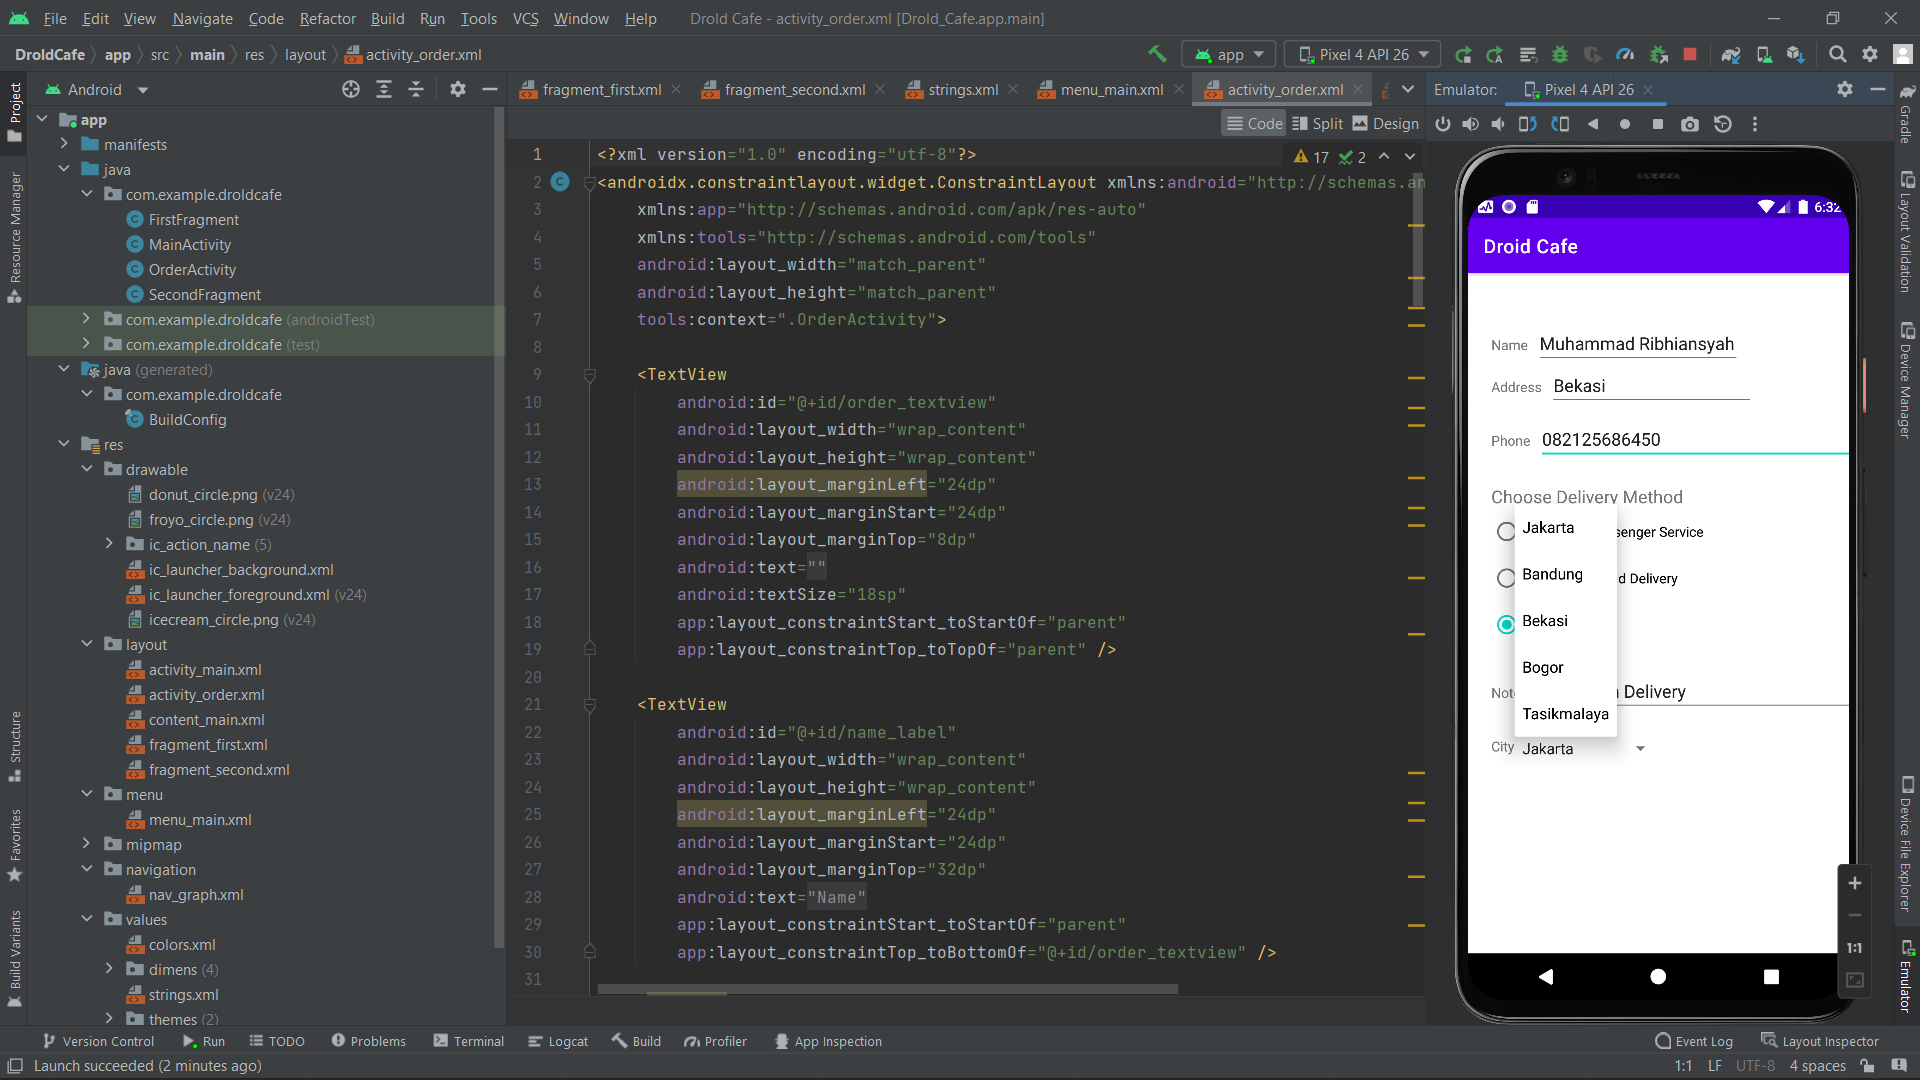 File Edit View Navigate Code Refactor Build Run Tools VCS Window Help Drold Cafe - activity_order.xml [Drold_Cafe.app.main]
DroldCafe app src main res layout activity_order.xml app Pixel 4 API 26
Project
Android
fragment_first.xml fragment_second.xml strings.xml menu_main.xml activity_order.xml
Emulator: Pixel 4 API 26
Code Split Design
app
manifests
java
com.example.droldcafe
FirstFragment
MainActivity
OrderActivity
SecondFragment
com.example.droldcafe (androidTest)
com.example.droldcafe (test)
java (generated)
com.example.droldcafe
BuildConfig
res
drawable
donut_circle.png (v24)
froyo_circle.png (v24)
ic_action_name (5)
ic_launcher_background.xml
ic_launcher_foreground.xml (v24)
icecream_circle.png (v24)
layout
activity_main.xml
activity_order.xml
content_main.xml
fragment_first.xml
fragment_second.xml
menu
menu_main.xml
mipmap
navigation
nav_graph.xml
values
colors.xml
dimens (4)
strings.xml
themes (2)
Resource Manager
Structure
Favorites
Build Variants
17 2
1 <?xml version="1.0" encoding="utf-8"?>
2 <androidx.constraintlayout.widget.ConstraintLayout xmlns:android="http://schemas.an
3 xmlns:app="http://schemas.android.com/apk/res-auto"
4 xmlns:tools="http://schemas.android.com/tools"
5 android:layout_width="match_parent"
6 android:layout_height="match_parent"
7 tools:context=".OrderActivity">
8
9 <TextView
10 android:id="@+id/order_textview"
11 android:layout_width="wrap_content"
12 android:layout_height="wrap_content"
13 android:layout_marginLeft="24dp"
14 android:layout_marginStart="24dp"
15 android:layout_marginTop="8dp"
16 android:text=""
17 android:textSize="18sp"
18 app:layout_constraintStart_toStartOf="parent"
19 app:layout_constraintTop_toTopOf="parent" />
20
21 <TextView
22 android:id="@+id/name_label"
23 android:layout_width="wrap_content"
24 android:layout_height="wrap_content"
25 android:layout_marginLeft="24dp"
26 android:layout_marginStart="24dp"
27 android:layout_marginTop="32dp"
28 android:text="Name"
29 app:layout_constraintStart_toStartOf="parent"
30 app:layout_constraintTop_toBottomOf="@+id/order_textview" />
31
6:32
Droid Cafe
Name Muhammad Ribhiansyah
Address Bekasi
Phone 082125686450
Choose Delivery Method
Jakarta senger Service
Bandung d Delivery
Bekasi
Bogor
Not n Delivery
Tasikmalaya
City Jakarta
1:1
Gradle
Layout Validation
Device Manager
Device File Explorer
Emulator
Version Control Run TODO Problems Terminal Logcat Build Profiler App Inspection Event Log Layout Inspector
Launch succeeded (2 minutes ago) 1:1 LF UTF-8 4 spaces